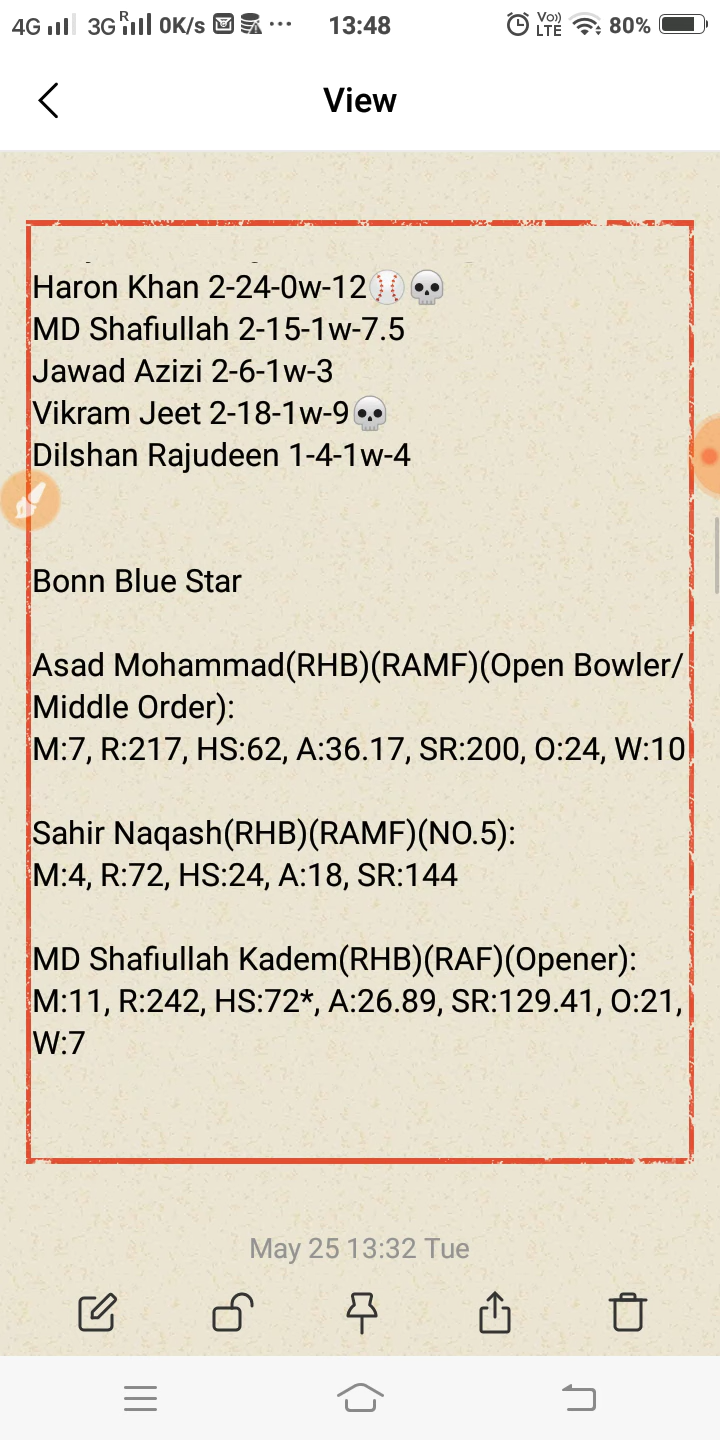 4G 3G R 0K/s ... 13:48 Vo)) LTE 80%
View
Haron Khan 2-24-0w-12⚾💀
MD Shafiullah 2-15-1w-7.5
Jawad Azizi 2-6-1w-3
Vikram Jeet 2-18-1w-9💀
Dilshan Rajudeen 1-4-1w-4
Bonn Blue Star
Asad Mohammad(RHB)(RAMF)(Open Bowler/
Middle Order):
M:7, R:217, HS:62, A:36.17, SR:200, O:24, W:10
Sahir Naqash(RHB)(RAMF)(NO.5):
M:4, R:72, HS:24, A:18, SR:144
MD Shafiullah Kadem(RHB)(RAF)(Opener):
M:11, R:242, HS:72*, A:26.89, SR:129.41, O:21,
W:7
May 25 13:32 Tue